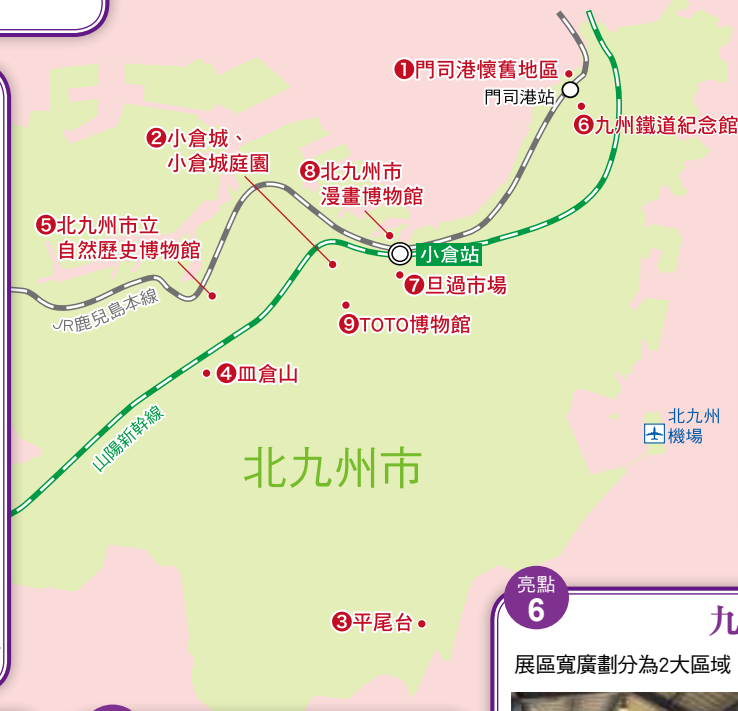 ❶門司港懷舊地區
門司港站
❻九州鐵道紀念館
❷小倉城、
小倉城庭園
❽北九州市
漫畫博物館
❺北九州市立
自然歷史博物館
小倉站
❼旦過市場
JR鹿兒島本線
❾TOTO博物館
❹皿倉山
山陽新幹線
北九州
機場
北九州市
❸平尾台
亮點
6
九
展區寬廣劃分為2大區域